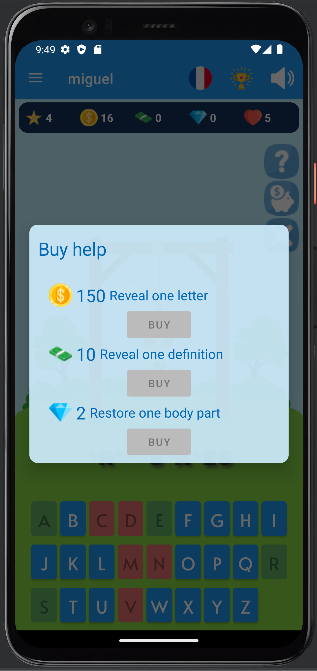 9:49
miguel
4 16 0 0 5
?
$
Buy help
$ 150 Reveal one letter
BUY
10 Reveal one definition
BUY
2 Restore one body part
BUY
A B C D E F G H I
J K L M N O P Q R
S T U V W X Y Z